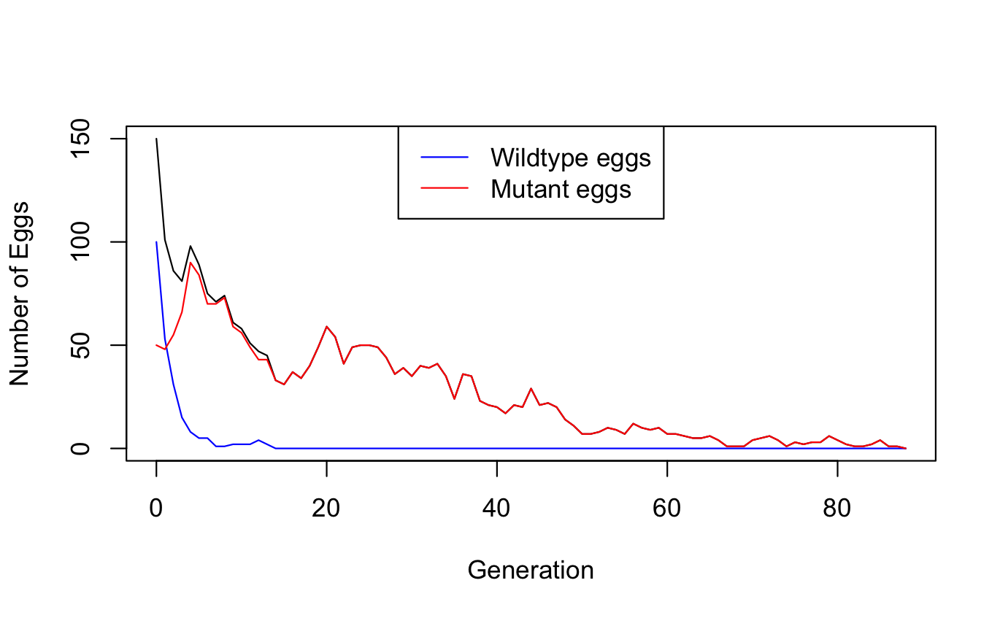 Number of Eggs
150
100
50
0
Wildtype eggs
Mutant eggs
0 20 40 60 80
Generation